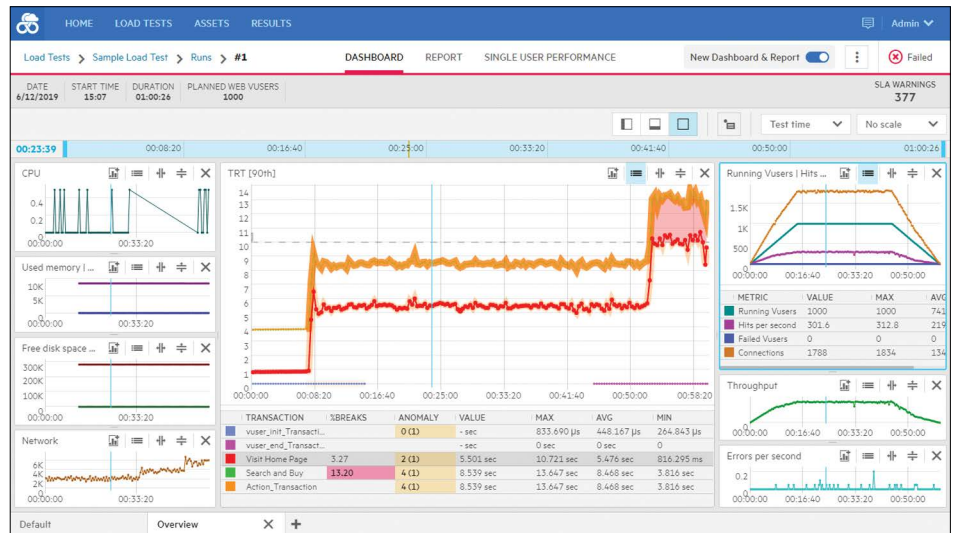 HOME LOAD TESTS ASSETS RESULTS Admin
Load Tests > Sample Load Test > Runs > #1 DASHBOARD REPORT SINGLE USER PERFORMANCE New Dashboard & Report Failed
DATE START TIME DURATION PLANNED WEB VUSERS SLA WARNINGS
6/12/2019 15:07 01:00:26 1000 377
Test time No scale
00:23:39 00:08:20 00:16:40 00:25:00 00:33:20 00:41:40 00:50:00 01:00:26
CPU
0.4
0.2
0
00:00:00 00:33:20
Used memory | ...
10K
5K
0
00:00:00 00:33:20
Free disk space ...
300K
200K
100K
0
00:00:00 00:33:20
Network
6K
4K
2K
0
00:00:00 00:33:20
TRT [90th]
14
13
12
11
10
9
8
7
6
5
4
3
2
1
0
00:00:00 00:08:20 00:16:40 00:25:00 00:33:20 00:41:40 00:50:00 00:58:20
TRANSACTION %BREAKS ANOMALY VALUE MAX AVG MIN
vuser_init_Transacti... 0 (1) - sec 833.690 µs 448.167 µs 264.843 µs
vuser_end_Transact... - sec 0 sec 0 sec 0
Visit Home Page 3.27 2 (1) 5.501 sec 10.721 sec 5.476 sec 816.295 ms
Search and Buy 13.20 4 (1) 8.539 sec 13.647 sec 8.468 sec 3.816 sec
Action_Transaction 4 (1) 8.539 sec 13.647 sec 8.468 sec 3.816 sec
Running Vusers | Hits ...
1.5K
1K
500
0
00:00:00 00:16:40 00:33:20 00:50:00
METRIC VALUE MAX AVG
Running Vusers 1000 1000 741
Hits per second 301.6 312.8 219
Failed Vusers 0 0 0
Connections 1788 1834 134
Throughput
0
00:00:00 00:16:40 00:33:20 00:50:00
Errors per second
0.2
0
00:00:00 00:16:40 00:33:20 00:50:00
Default Overview